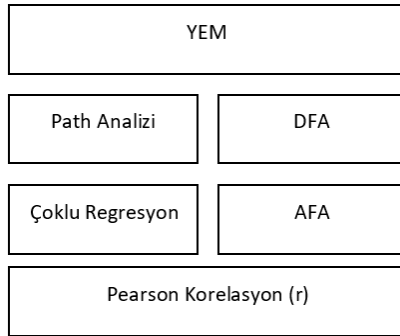 YEM
Path Analizi
DFA
Çoklu Regresyon
AFA
Pearson Korelasyon (r)